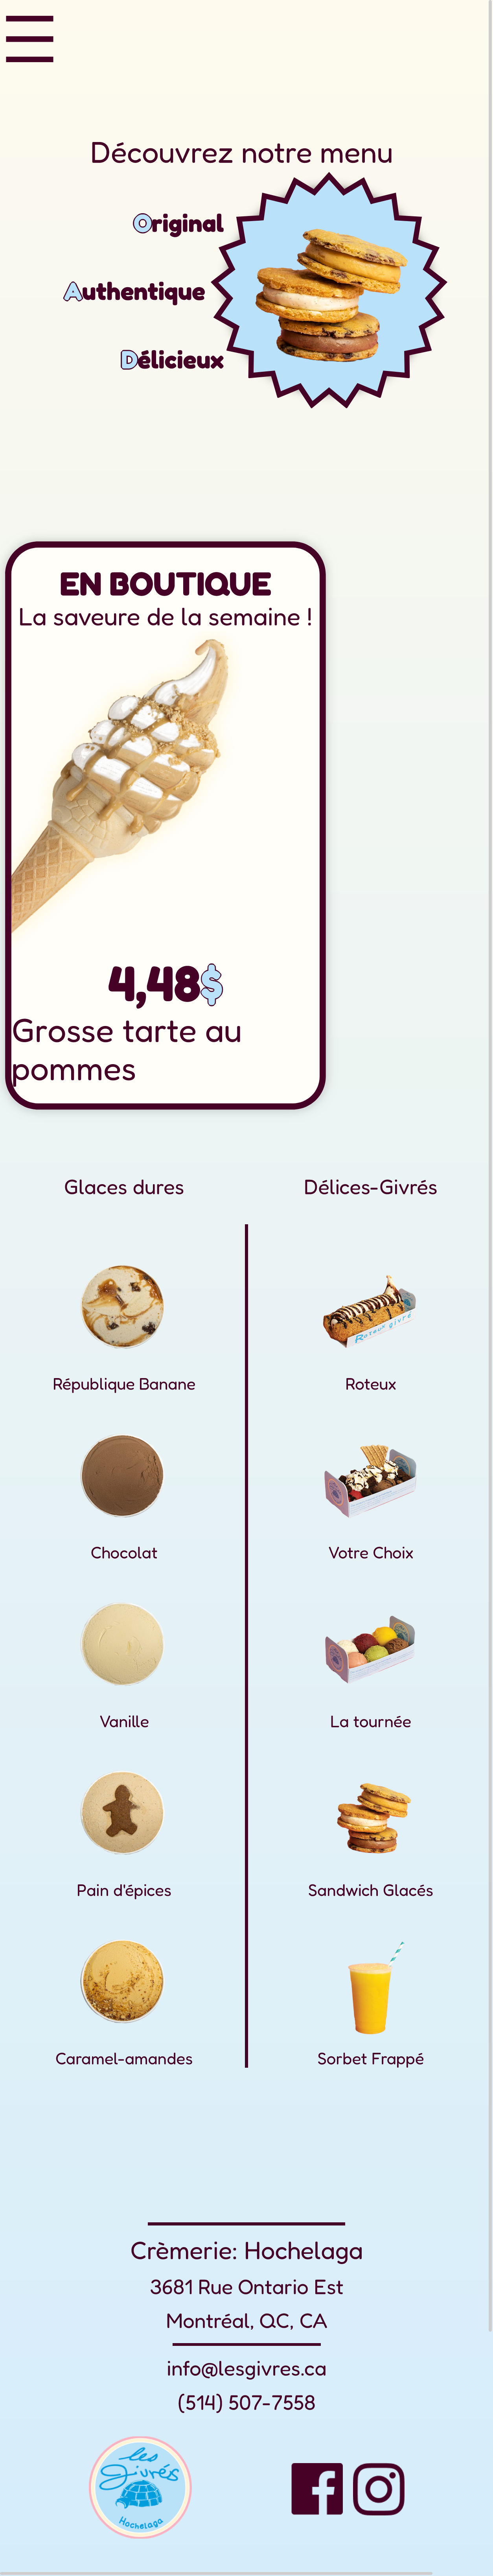 Découvrez notre menu
Original
Authentique
Délicieux
EN BOUTIQUE
La saveure de la semaine !
4,48$
Grosse tarte au
pommes
Glaces dures
Délices-Givrés
République Banane
Roteux givré
Roteux
Chocolat
Votre Choix
Vanille
La tournée
Pain d'épices
Sandwich Glacés
Caramel-amandes
Sorbet Frappé
Crèmerie: Hochelaga
3681 Rue Ontario Est
Montréal, QC, CA
info@lesgivres.ca
(514) 507-7558
les
Givrés
Hochelaga